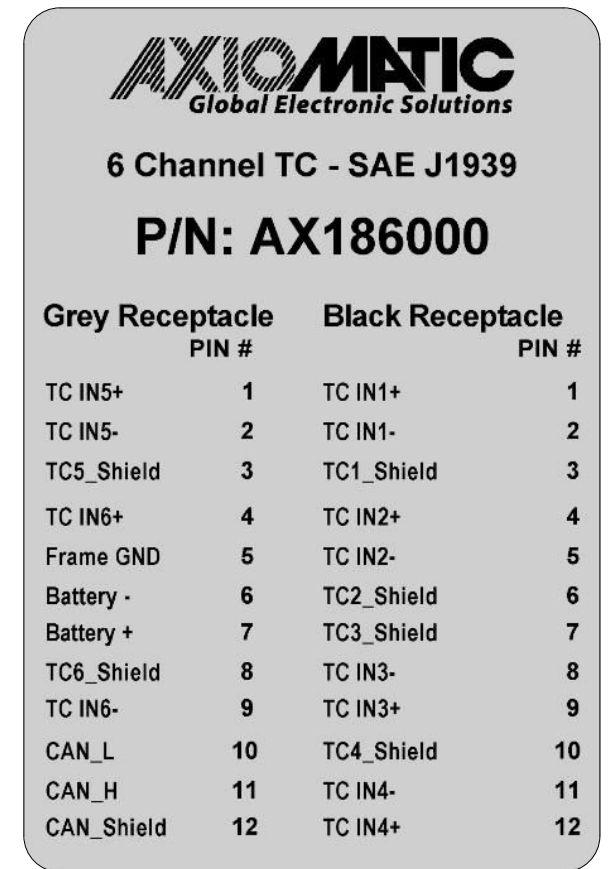 AXIOMATIC
Global Electronic Solutions
6 Channel TC - SAE J1939
P/N: AX186000
Grey Receptacle Black Receptacle
PIN # PIN #
TC IN5+ 1 TC IN1+ 1
TC IN5- 2 TC IN1- 2
TC5_Shield 3 TC1_Shield 3
TC IN6+ 4 TC IN2+ 4
Frame GND 5 TC IN2- 5
Battery - 6 TC2_Shield 6
Battery + 7 TC3_Shield 7
TC6_Shield 8 TC IN3- 8
TC IN6- 9 TC IN3+ 9
CAN_L 10 TC4_Shield 10
CAN_H 11 TC IN4- 11
CAN_Shield 12 TC IN4+ 12